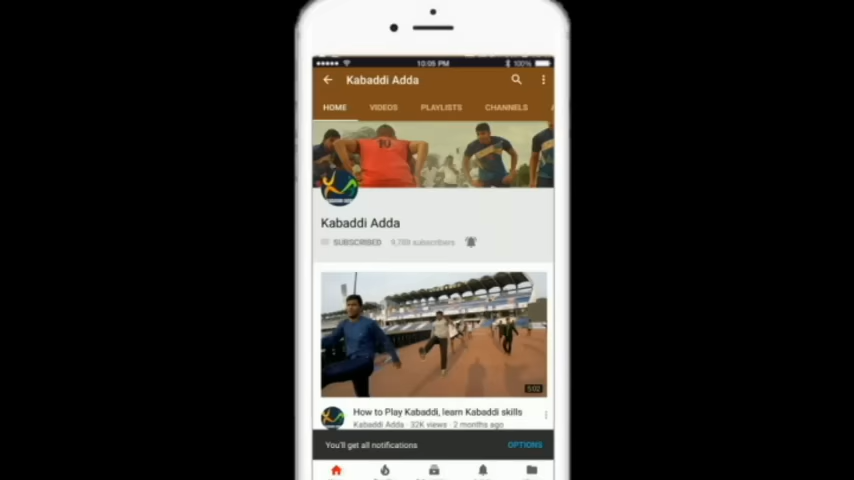 10:05 PM
100%
Kabaddi Adda
HOME VIDEOS PLAYLISTS CHANNELS
10
Kabaddi Adda
SUBSCRIBED subscribers
5:02
How to Play Kabaddi, learn Kabaddi skills
Kabaddi Adda · 32K views · 2 months ago
You'll get all notifications OPTIONS